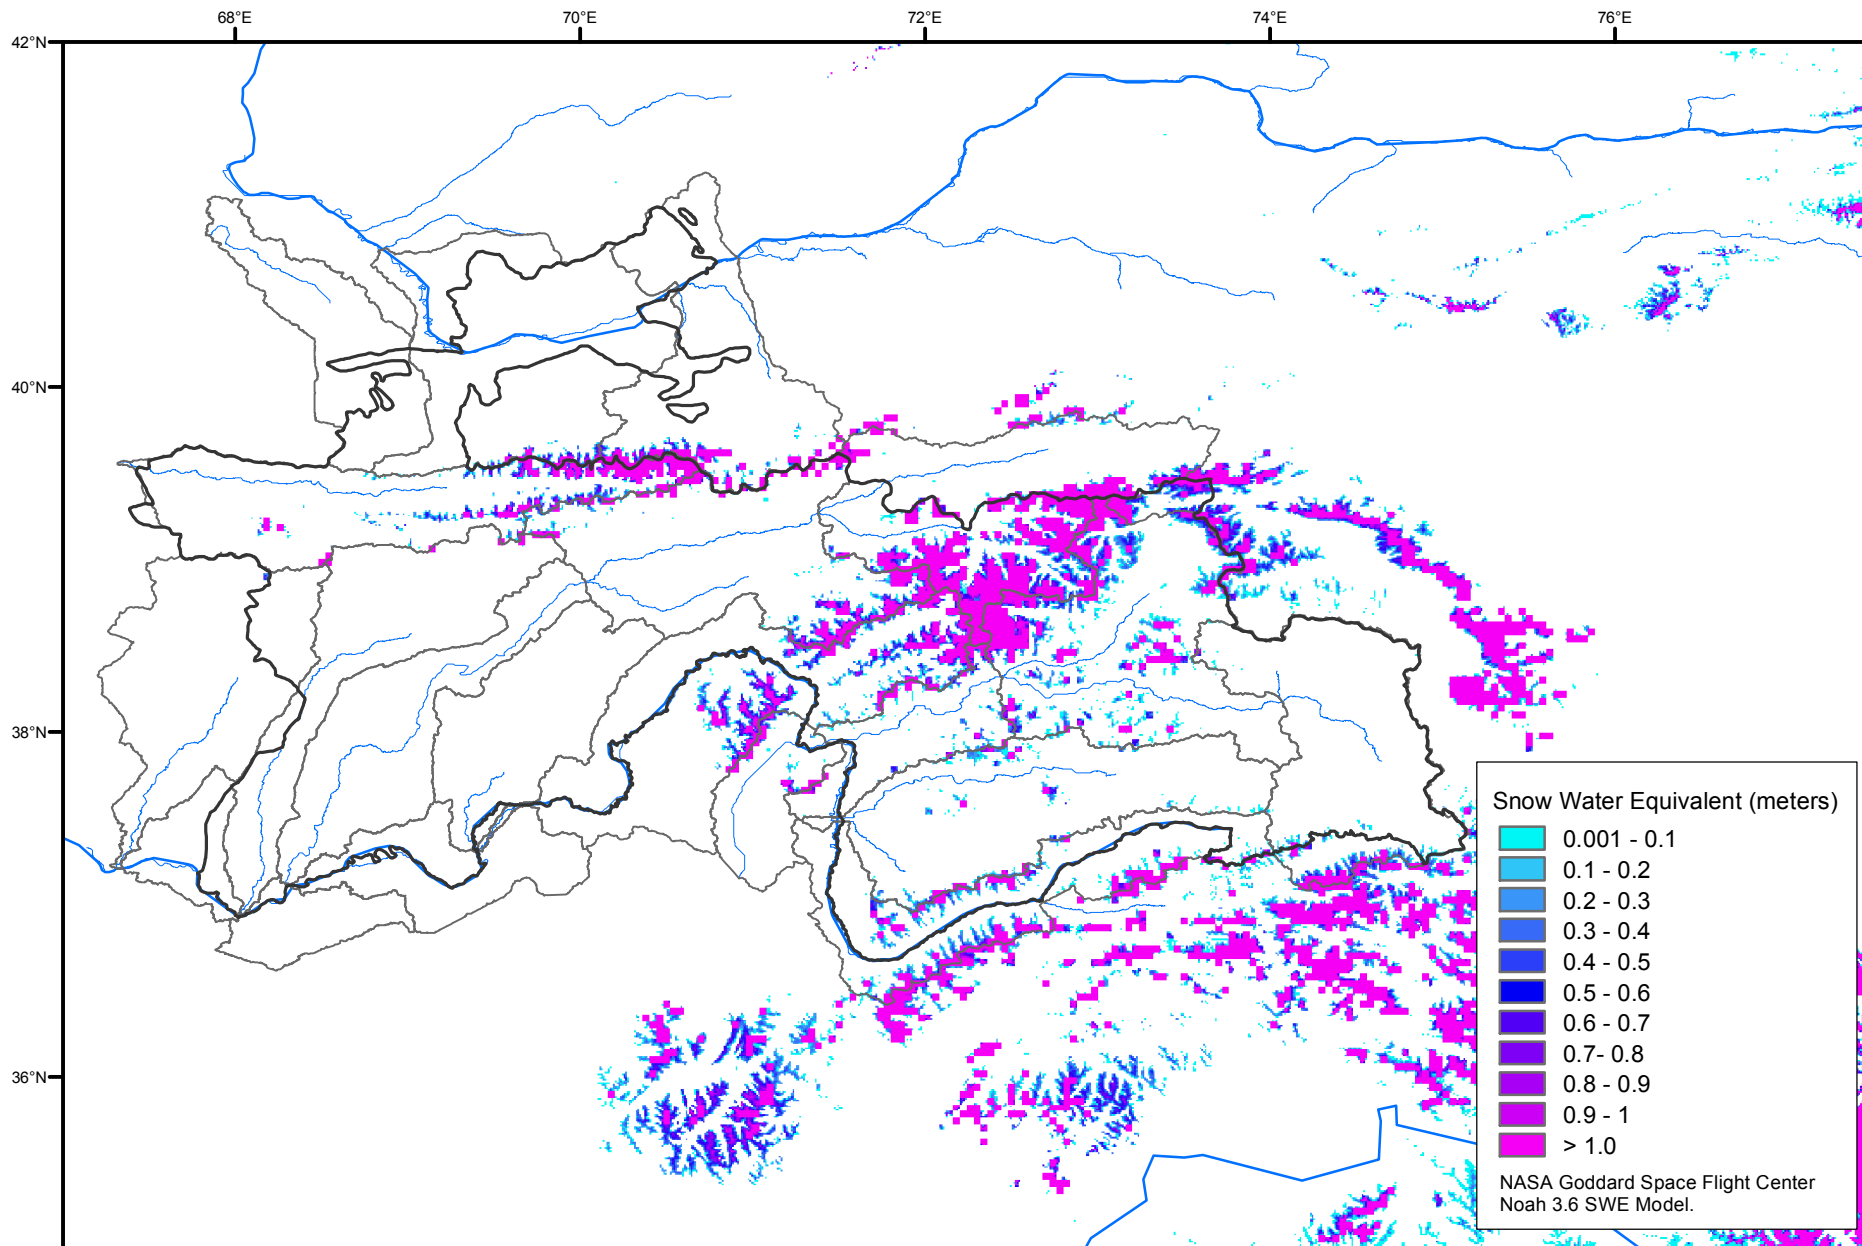 68°E
70°E
72°E
74°E
76°E
42°N
40°N
38°N
36°N
Snow Water Equivalent (meters)
0.001 - 0.1
0.1 - 0.2
0.2 - 0.3
0.3 - 0.4
0.4 - 0.5
0.5 - 0.6
0.6 - 0.7
0.7- 0.8
0.8 - 0.9
0.9 - 1
> 1.0
NASA Goddard Space Flight Center
Noah 3.6 SWE Model.